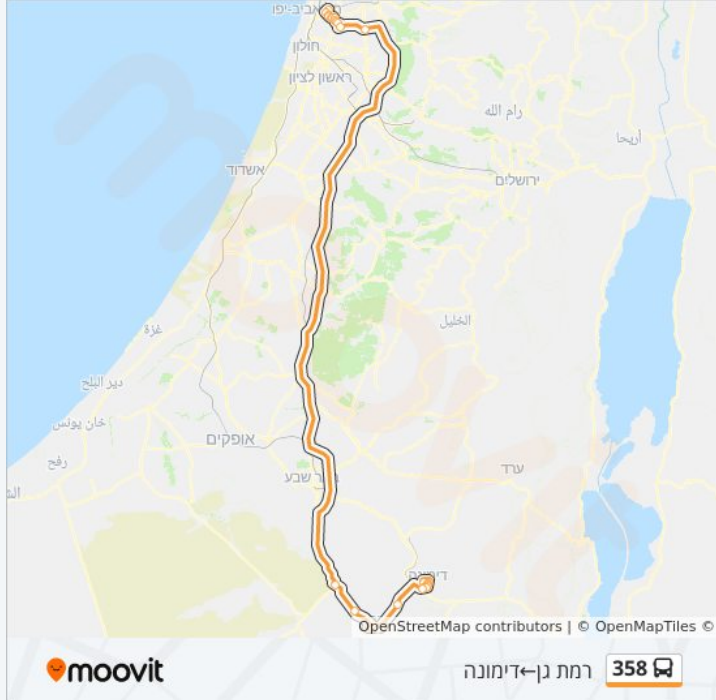 תל אביב-יפו
חולון
ראשון לציון
رام الله
أريحا
אשדוד
ירושלים
غزة
الخليل
دير البلح
خان يونس
אופקים
رفح
באר שבע
ערד
דימונה
OpenStreetMap contributors | © OpenMapTiles ©
moovit
רמת גן←דימונה
358